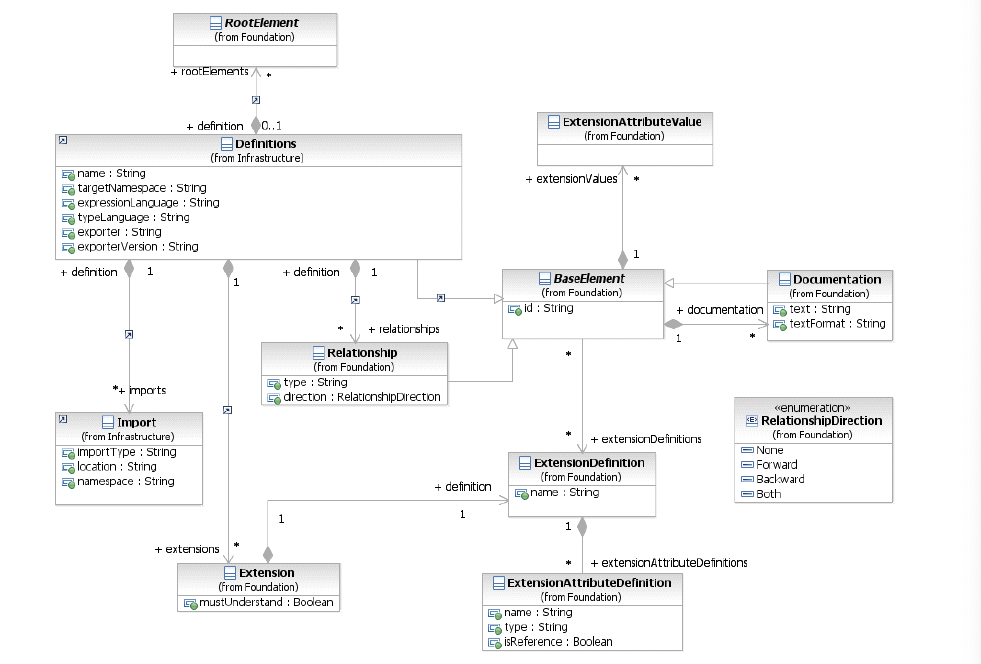 RootElement
(from Foundation)
+ rootElements *
+ definition 0..1
Definitions
(from Infrastructure)
name : String
targetNamespace : String
expressionLanguage : String
typeLanguage : String
exporter : String
exporterVersion : String
ExtensionAttributeValue
(from Foundation)
+ extensionValues *
1
+ definition 1
1
+ definition 1
BaseElement
(from Foundation)
id : String
Documentation
(from Foundation)
text : String
textFormat : String
+ documentation
1 *
* + relationships
Relationship
(from Foundation)
type : String
direction : RelationshipDirection
*
*+ imports
Import
(from Infrastructure)
importType : String
location : String
namespace : String
«enumeration»
RelationshipDirection
(from Foundation)
None
Forward
Backward
Both
* + extensionDefinitions
ExtensionDefinition
(from Foundation)
name : String
+ definition
1
1
1
+ extensions *
Extension
(from Foundation)
mustUnderstand : Boolean
* + extensionAttributeDefinitions
ExtensionAttributeDefinition
(from Foundation)
name : String
type : String
isReference : Boolean